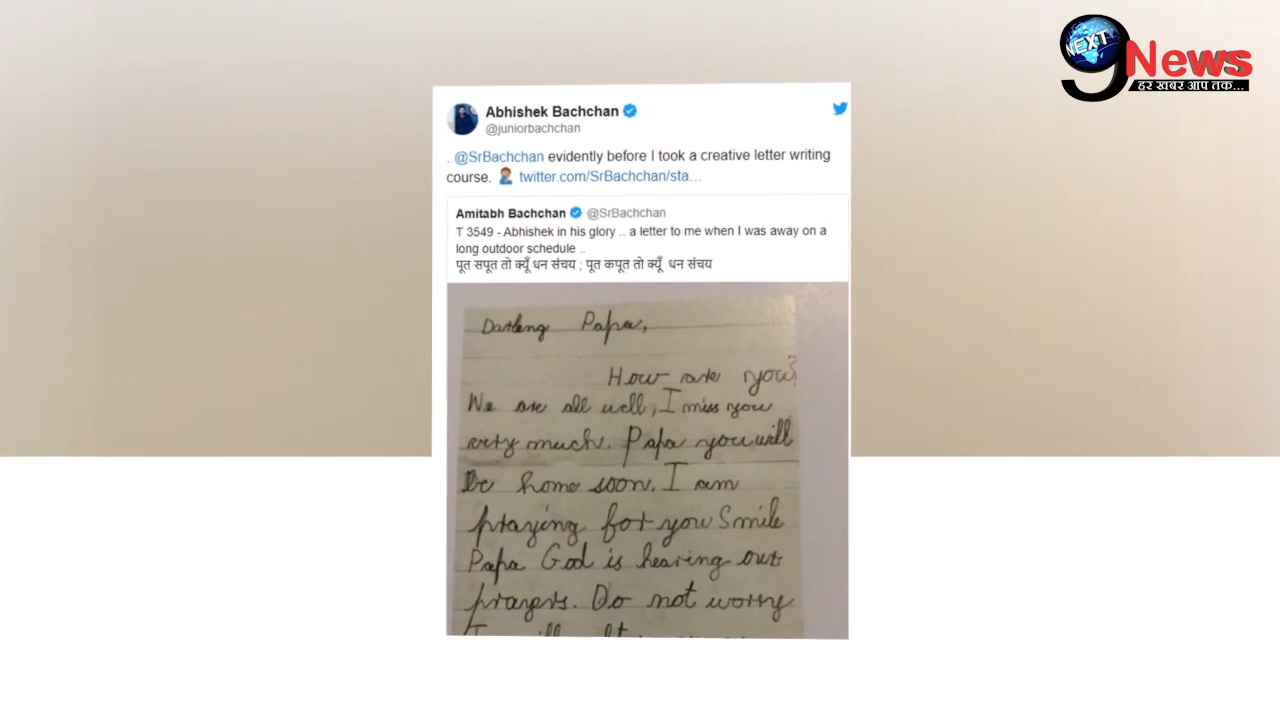 NEXT
9 News
हर खबर आप तक...
Abhishek Bachchan
@juniorbachchan
. @SrBachchan evidently before I took a creative letter writing
course. 🤦🏽‍♂️ twitter.com/SrBachchan/sta…
Amitabh Bachchan @SrBachchan
T 3549 - Abhishek in his glory .. a letter to me when I was away on a
long outdoor schedule ..
पूत सपूत तो क्यूँ धन संचय ; पूत कपूत तो क्यूँ धन संचय
Darling Papa,
How are you?
We are all well, I miss you
very much. Papa you will
be home soon. I am
praying for you Smile
Papa God is hearing our
prayers. Do not worry